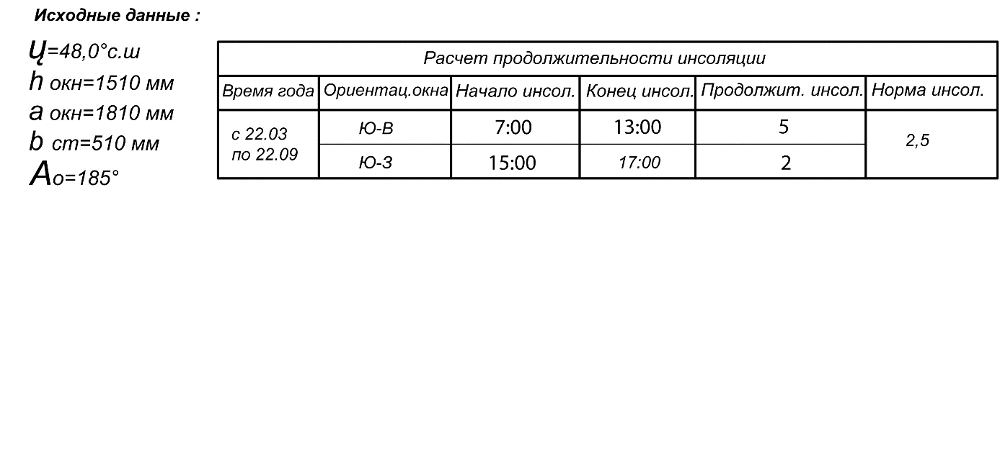 Исходные данные :
ų=48,0°с.ш
h окн=1510 мм
a окн=1810 мм
b ст=510 мм
Aо=185°
Расчет продолжительности инсоляции
Время года Ориентац.окна Начало инсол. Конец инсол. Продолжит. инсол. Норма инсол.
с 22.03 по 22.09 Ю-В 7:00 13:00 5 2,5
Ю-З 15:00 17:00 2